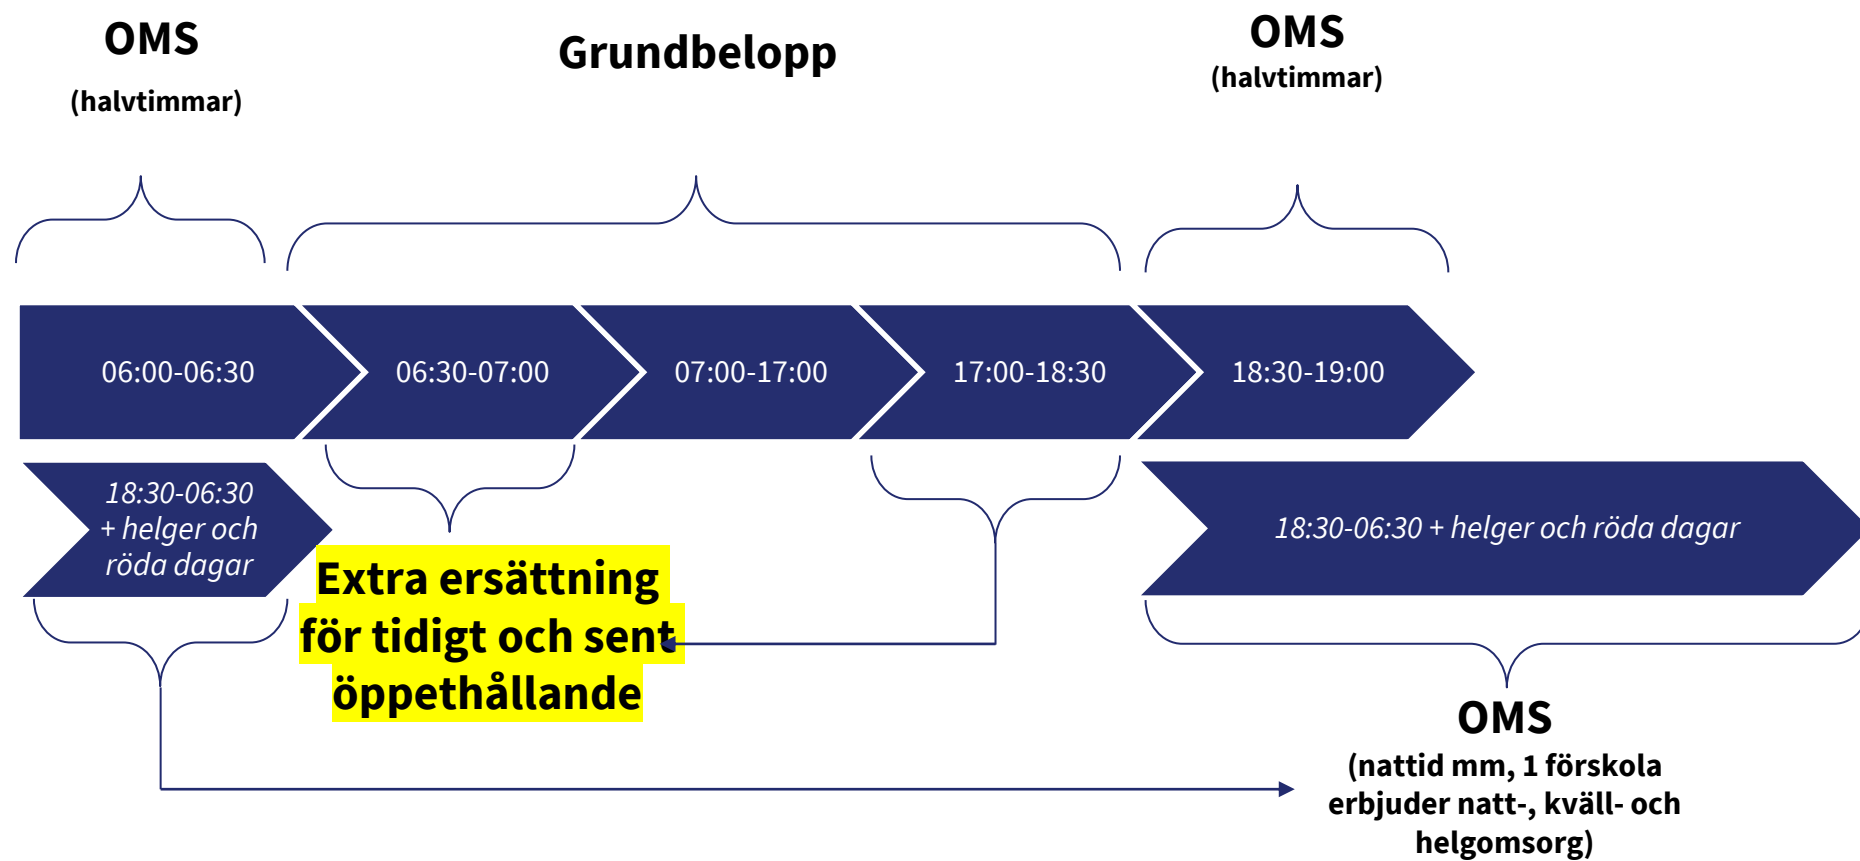 OMS
(halvtimmar)
Grundbelopp
OMS
(halvtimmar)
06:00-06:30
06:30-07:00
07:00-17:00
17:00-18:30
18:30-19:00
18:30-06:30
+ helger och
röda dagar
18:30-06:30 + helger och röda dagar
Extra ersättning
för tidigt och sent
öppethållande
OMS
(nattid mm, 1 förskola
erbjuder natt-, kväll- och
helgomsorg)